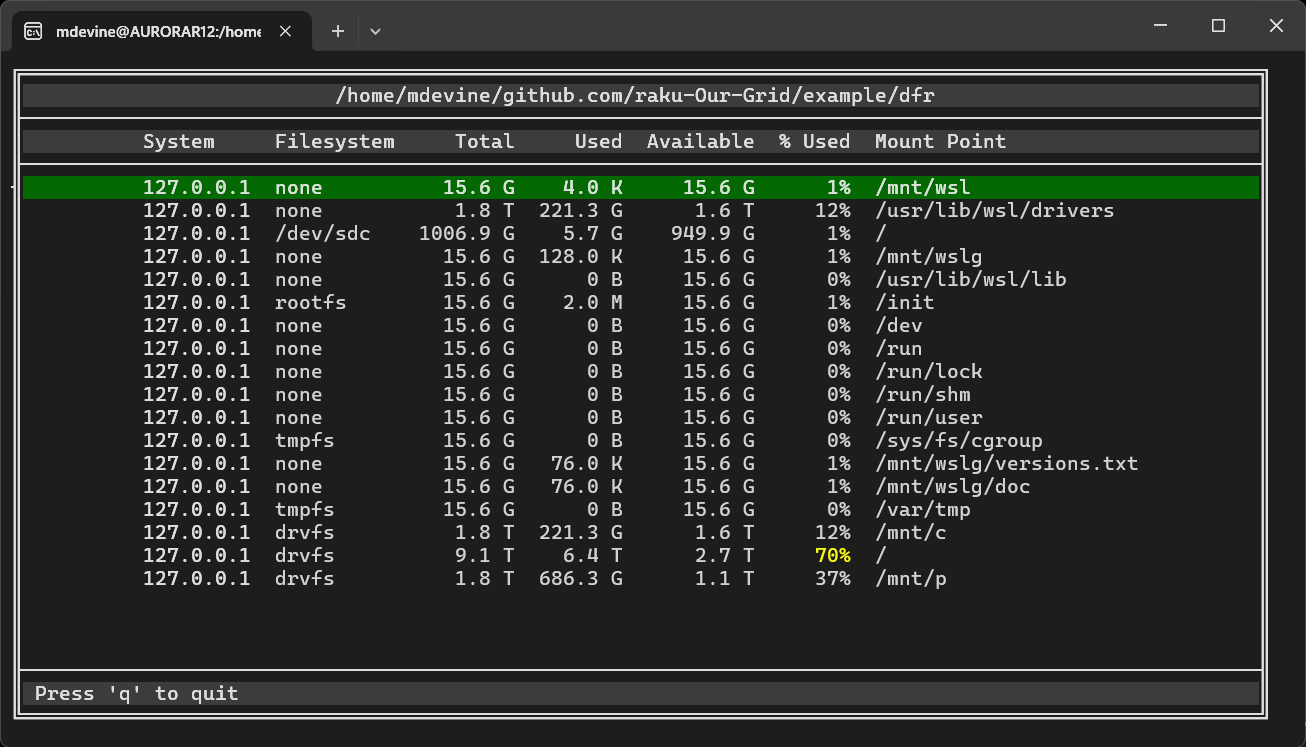 mdevine@AURORAR12:/home
/home/mdevine/github.com/raku-Our-Grid/example/dfr
System Filesystem Total Used Available % Used Mount Point
127.0.0.1 none 15.6 G 4.0 K 15.6 G 1% /mnt/wsl
127.0.0.1 none 1.8 T 221.3 G 1.6 T 12% /usr/lib/wsl/drivers
127.0.0.1 /dev/sdc 1006.9 G 5.7 G 949.9 G 1% /
127.0.0.1 none 15.6 G 128.0 K 15.6 G 1% /mnt/wslg
127.0.0.1 none 15.6 G 0 B 15.6 G 0% /usr/lib/wsl/lib
127.0.0.1 rootfs 15.6 G 2.0 M 15.6 G 1% /init
127.0.0.1 none 15.6 G 0 B 15.6 G 0% /dev
127.0.0.1 none 15.6 G 0 B 15.6 G 0% /run
127.0.0.1 none 15.6 G 0 B 15.6 G 0% /run/lock
127.0.0.1 none 15.6 G 0 B 15.6 G 0% /run/shm
127.0.0.1 none 15.6 G 0 B 15.6 G 0% /run/user
127.0.0.1 tmpfs 15.6 G 0 B 15.6 G 0% /sys/fs/cgroup
127.0.0.1 none 15.6 G 76.0 K 15.6 G 1% /mnt/wslg/versions.txt
127.0.0.1 none 15.6 G 76.0 K 15.6 G 1% /mnt/wslg/doc
127.0.0.1 tmpfs 15.6 G 0 B 15.6 G 0% /var/tmp
127.0.0.1 drvfs 1.8 T 221.3 G 1.6 T 12% /mnt/c
127.0.0.1 drvfs 9.1 T 6.4 T 2.7 T 70% /
127.0.0.1 drvfs 1.8 T 686.3 G 1.1 T 37% /mnt/p
Press 'q' to quit